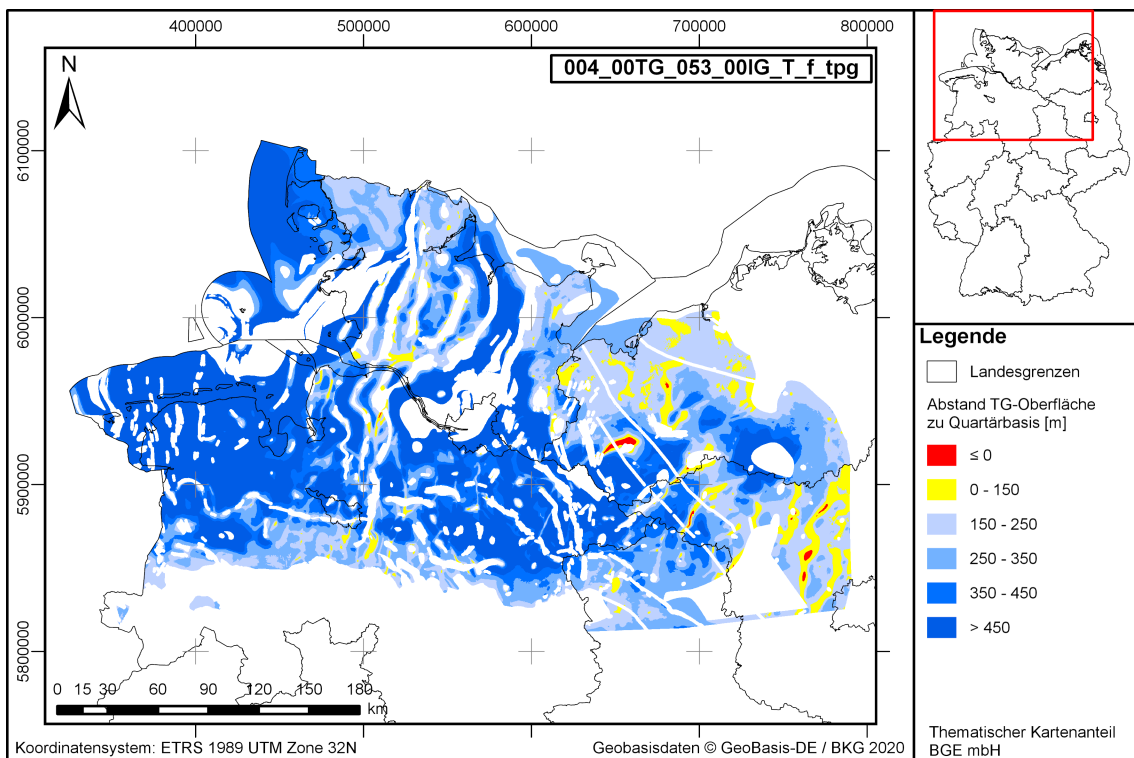 400000
500000
600000
700000
800000
N
004_00TG_053_00IG_T_f_tpg
6100000
6000000
5900000
5800000
0 15 30 60 90 120 150 180
km
Koordinatensystem: ETRS 1989 UTM Zone 32N
Geobasisdaten © GeoBasis-DE / BKG 2020
Legende
Landesgrenzen
Abstand TG-Oberfläche
zu Quartärbasis [m]
≤ 0
0 - 150
150 - 250
250 - 350
350 - 450
> 450
Thematischer Kartenanteil
BGE mbH